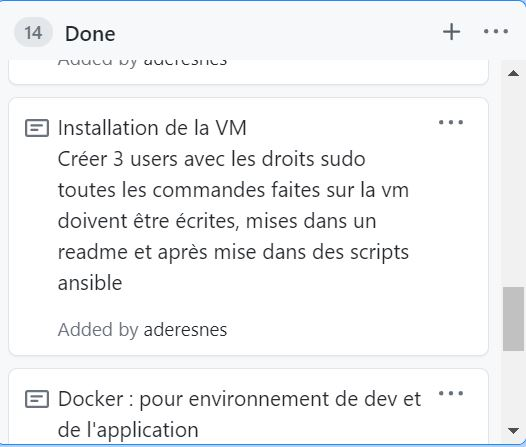 14 Done
Added by aderesnes
Installation de la VM
Créer 3 users avec les droits sudo
toutes les commandes faites sur la vm
doivent être écrites, mises dans un
readme et après mise dans des scripts
ansible
Added by aderesnes
Docker : pour environnement de dev et
de l'application